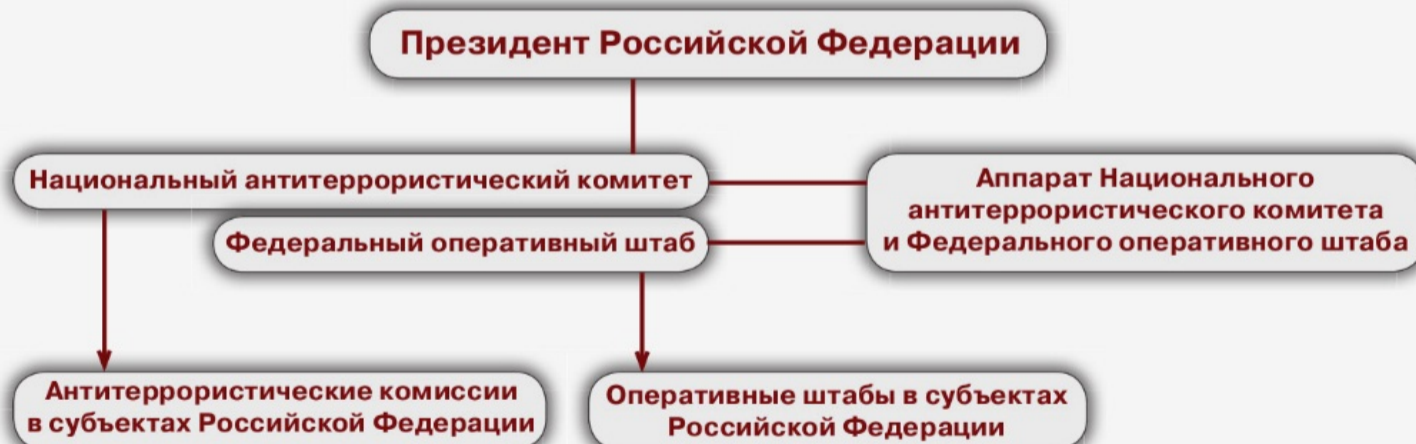 Президент Российской Федерации
Национальный антитеррористический комитет
Федеральный оперативный штаб
Аппарат Национального
антитеррористического комитета
и Федерального оперативного штаба
Антитеррористические комиссии
в субъектах Российской Федерации
Оперативные штабы в субъектах
Российской Федерации